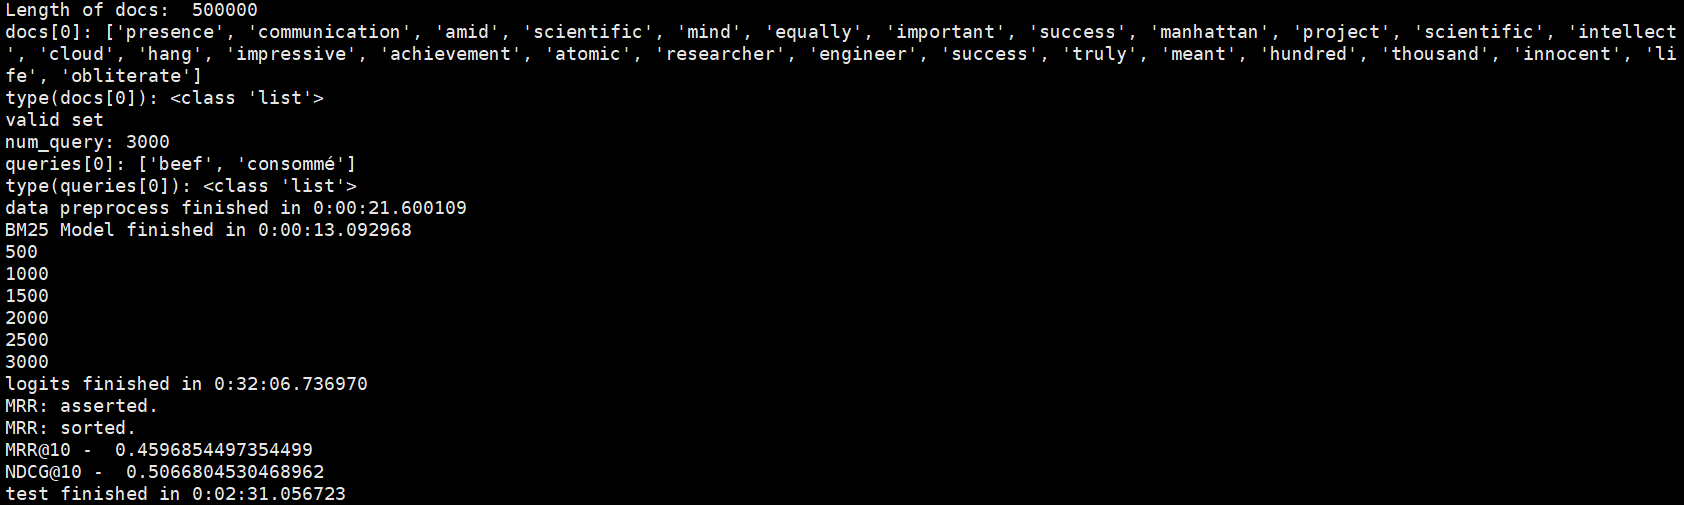 Length of docs:  500000
docs[0]: ['presence', 'communication', 'amid', 'scientific', 'mind', 'equally', 'important', 'success', 'manhattan', 'project', 'scientific', 'intellect
', 'cloud', 'hang', 'impressive', 'achievement', 'atomic', 'researcher', 'engineer', 'success', 'truly', 'meant', 'hundred', 'thousand', 'innocent', 'li
fe', 'obliterate']
type(docs[0]): <class 'list'>
valid set
num_query: 3000
queries[0]: ['beef', 'consommé']
type(queries[0]): <class 'list'>
data preprocess finished in 0:00:21.600109
BM25 Model finished in 0:00:13.092968
500
1000
1500
2000
2500
3000
logits finished in 0:32:06.736970
MRR: asserted.
MRR: sorted.
MRR@10 -  0.4596854497354499
NDCG@10 -  0.5066804530468962
test finished in 0:02:31.056723